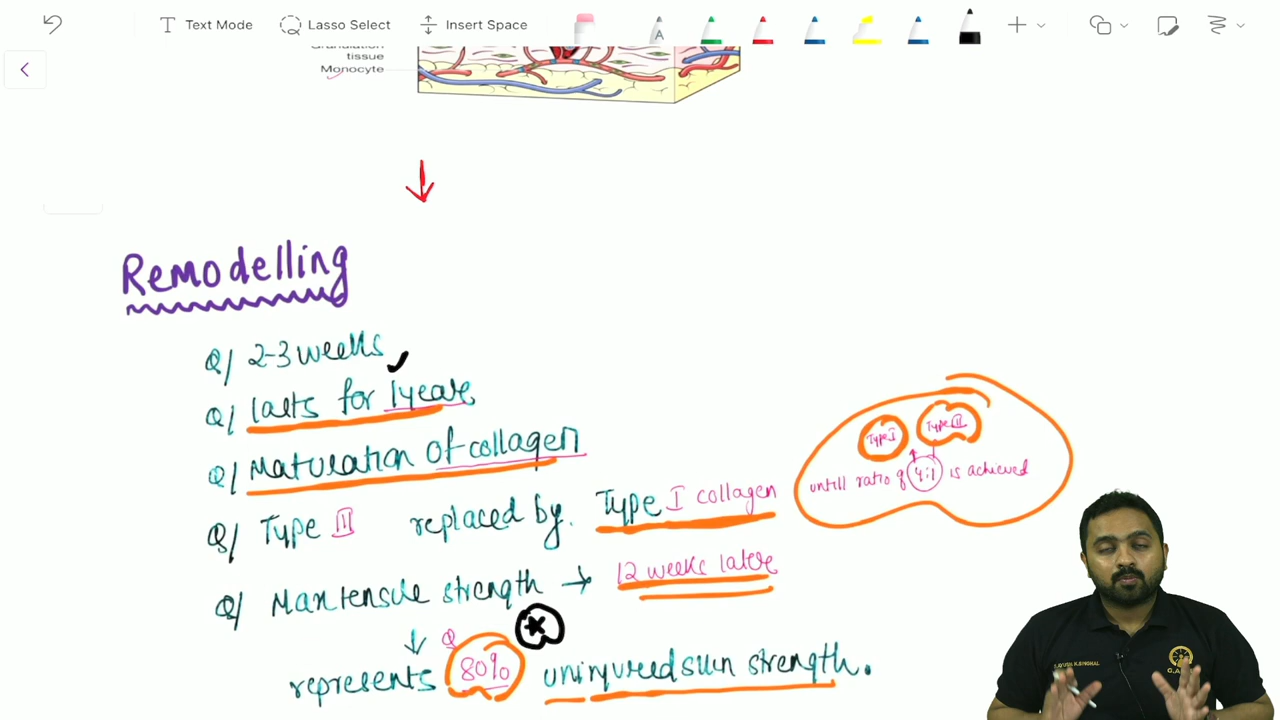 Text Mode
Lasso Select
Insert Space
A
Granulation
tissue
Monocyte
Remodelling
Q/ 2-3 weeks
Q/ lasts for 1 year
Q/ Maturation of collagen
Q/ Type III replaced by. Type I collagen
Type I Type III
untill ratio of 4:1 is achieved
Q/ Max tensile strength → 12 weeks later
Q
represents 80% uninjured skin strength.